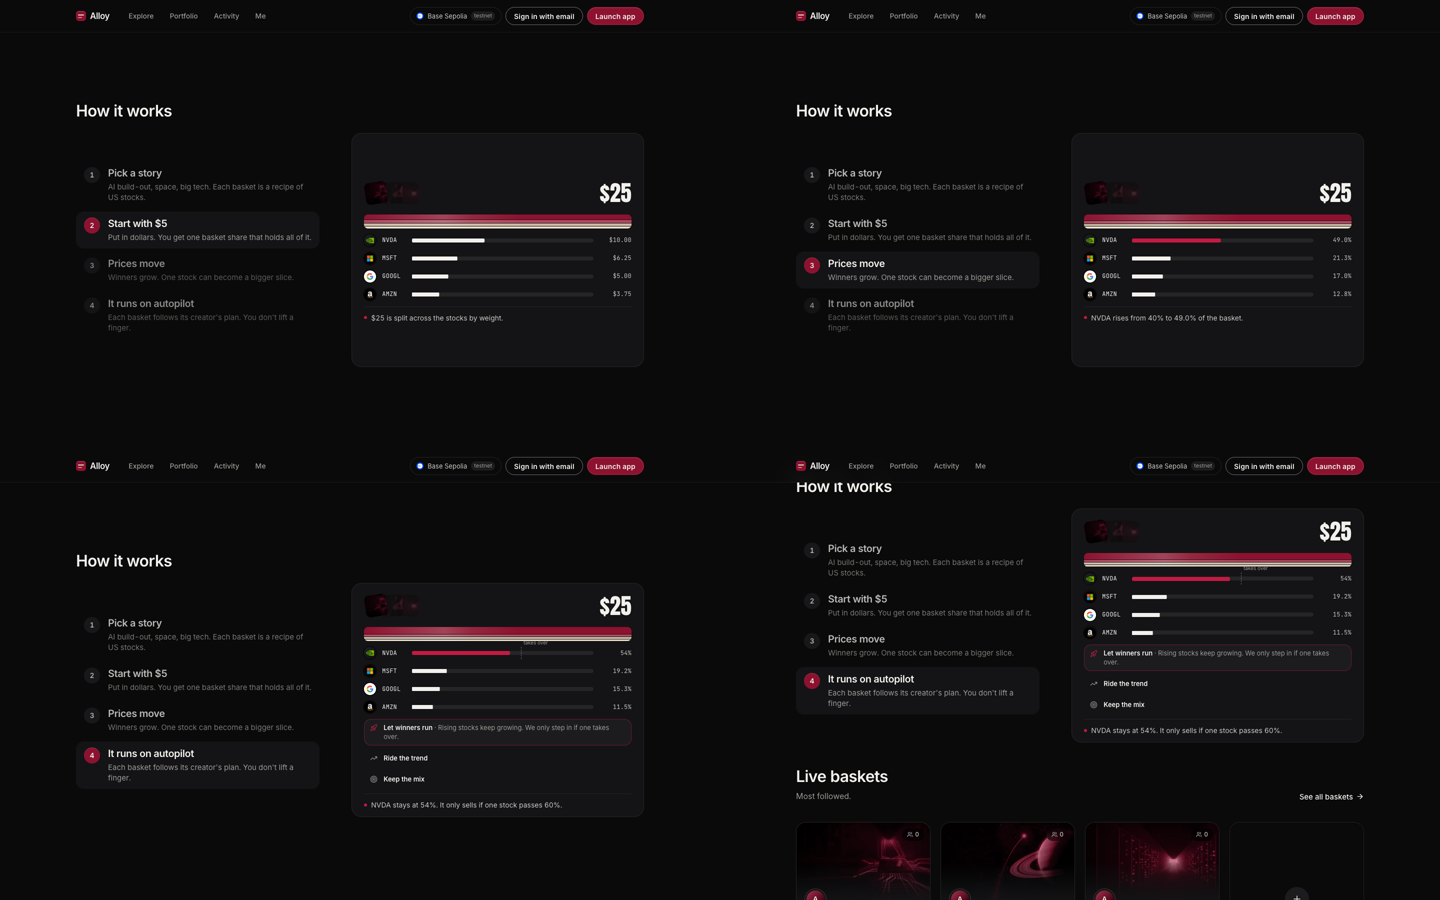 Alloy
Explore
Portfolio
Activity
Me
Base Sepolia
testnet
Sign in with email
Launch app
How it works
1
Pick a story
AI build-out, space, big tech. Each basket is a recipe of
US stocks.
2
Start with $5
Put in dollars. You get one basket share that holds all of it.
3
Prices move
Winners grow. One stock can become a bigger slice.
4
It runs on autopilot
Each basket follows its creator's plan. You don't lift a
finger.
$25
NVDA $10.00
MSFT $6.25
GOOGL $5.00
AMZN $3.75
$25 is split across the stocks by weight.
Alloy
Explore
Portfolio
Activity
Me
Base Sepolia
testnet
Sign in with email
Launch app
How it works
1
Pick a story
AI build-out, space, big tech. Each basket is a recipe of
US stocks.
2
Start with $5
Put in dollars. You get one basket share that holds all of it.
3
Prices move
Winners grow. One stock can become a bigger slice.
4
It runs on autopilot
Each basket follows its creator's plan. You don't lift a
finger.
$25
NVDA 49.0%
MSFT 21.3%
GOOGL 17.0%
AMZN 12.8%
NVDA rises from 40% to 49.0% of the basket.
Alloy
Explore
Portfolio
Activity
Me
Base Sepolia
testnet
Sign in with email
Launch app
How it works
1
Pick a story
AI build-out, space, big tech. Each basket is a recipe of
US stocks.
2
Start with $5
Put in dollars. You get one basket share that holds all of it.
3
Prices move
Winners grow. One stock can become a bigger slice.
4
It runs on autopilot
Each basket follows its creator's plan. You don't lift a
finger.
$25
takes over
NVDA 54%
MSFT 19.2%
GOOGL 15.3%
AMZN 11.5%
Let winners run · Rising stocks keep growing. We only step in if one takes
over.
Ride the trend
Keep the mix
NVDA stays at 54%. It only sells if one stock passes 60%.
Alloy
Explore
Portfolio
Activity
Me
Base Sepolia
testnet
Sign in with email
Launch app
How it works
1
Pick a story
AI build-out, space, big tech. Each basket is a recipe of
US stocks.
2
Start with $5
Put in dollars. You get one basket share that holds all of it.
3
Prices move
Winners grow. One stock can become a bigger slice.
4
It runs on autopilot
Each basket follows its creator's plan. You don't lift a
finger.
$25
takes over
NVDA 54%
MSFT 19.2%
GOOGL 15.3%
AMZN 11.5%
Let winners run · Rising stocks keep growing. We only step in if one takes
over.
Ride the trend
Keep the mix
NVDA stays at 54%. It only sells if one stock passes 60%.
Live baskets
Most followed.
See all baskets →
0
0
0
A
A
A